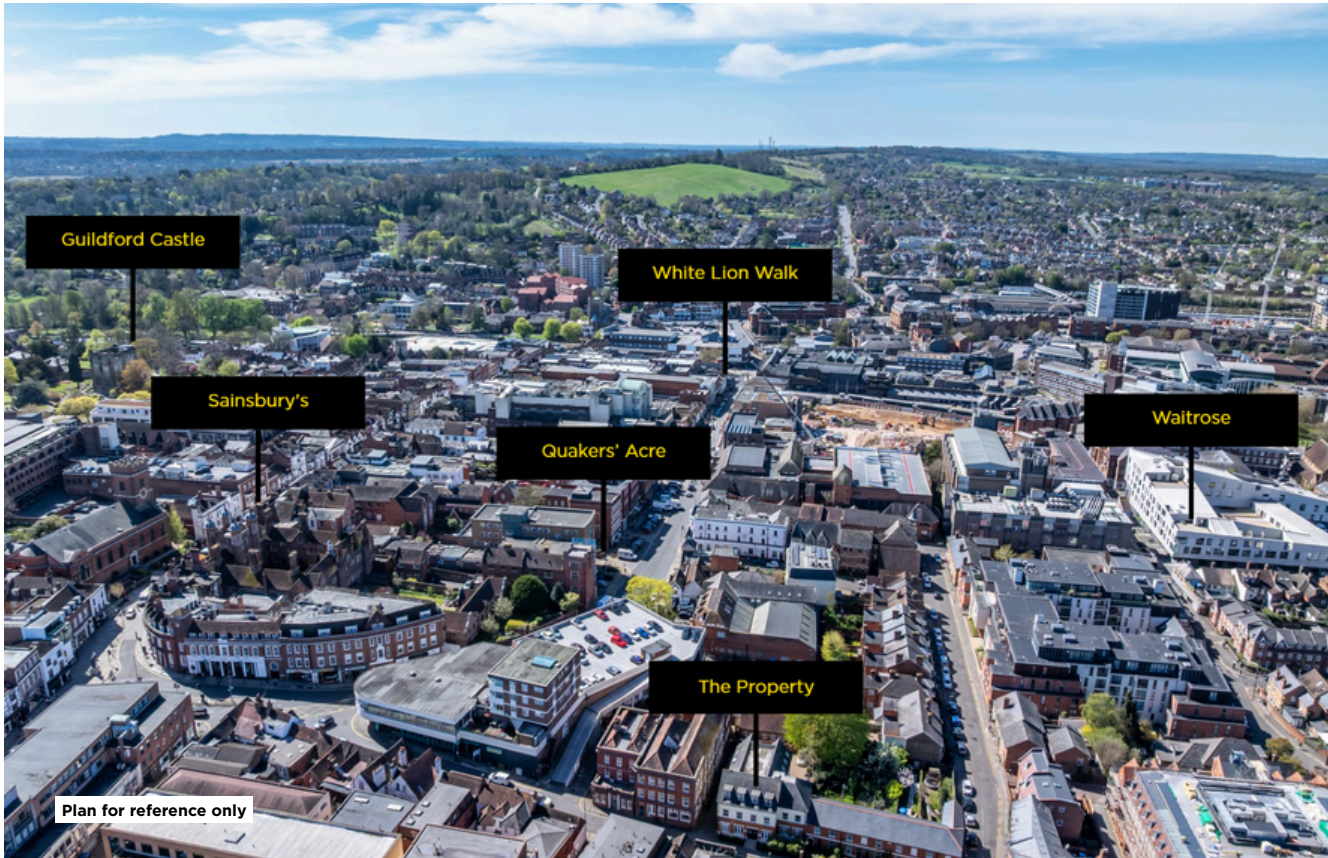 Guildford Castle
White Lion Walk
Sainsbury's
Waitrose
Quakers' Acre
The Property
Plan for reference only